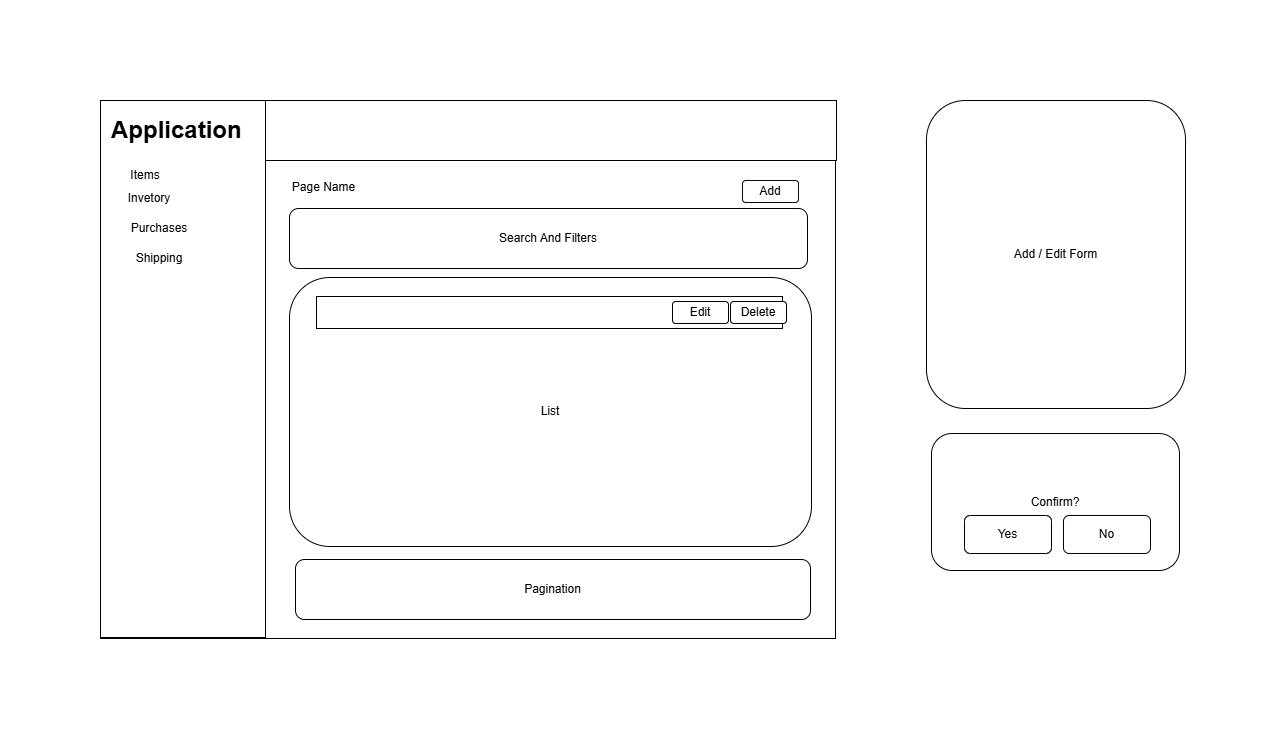 Application
Items
Invetory
Purchases
Shipping
Page Name
Add
Search And Filters
Edit
Delete
List
Pagination
Add / Edit Form
Confirm?
Yes
No